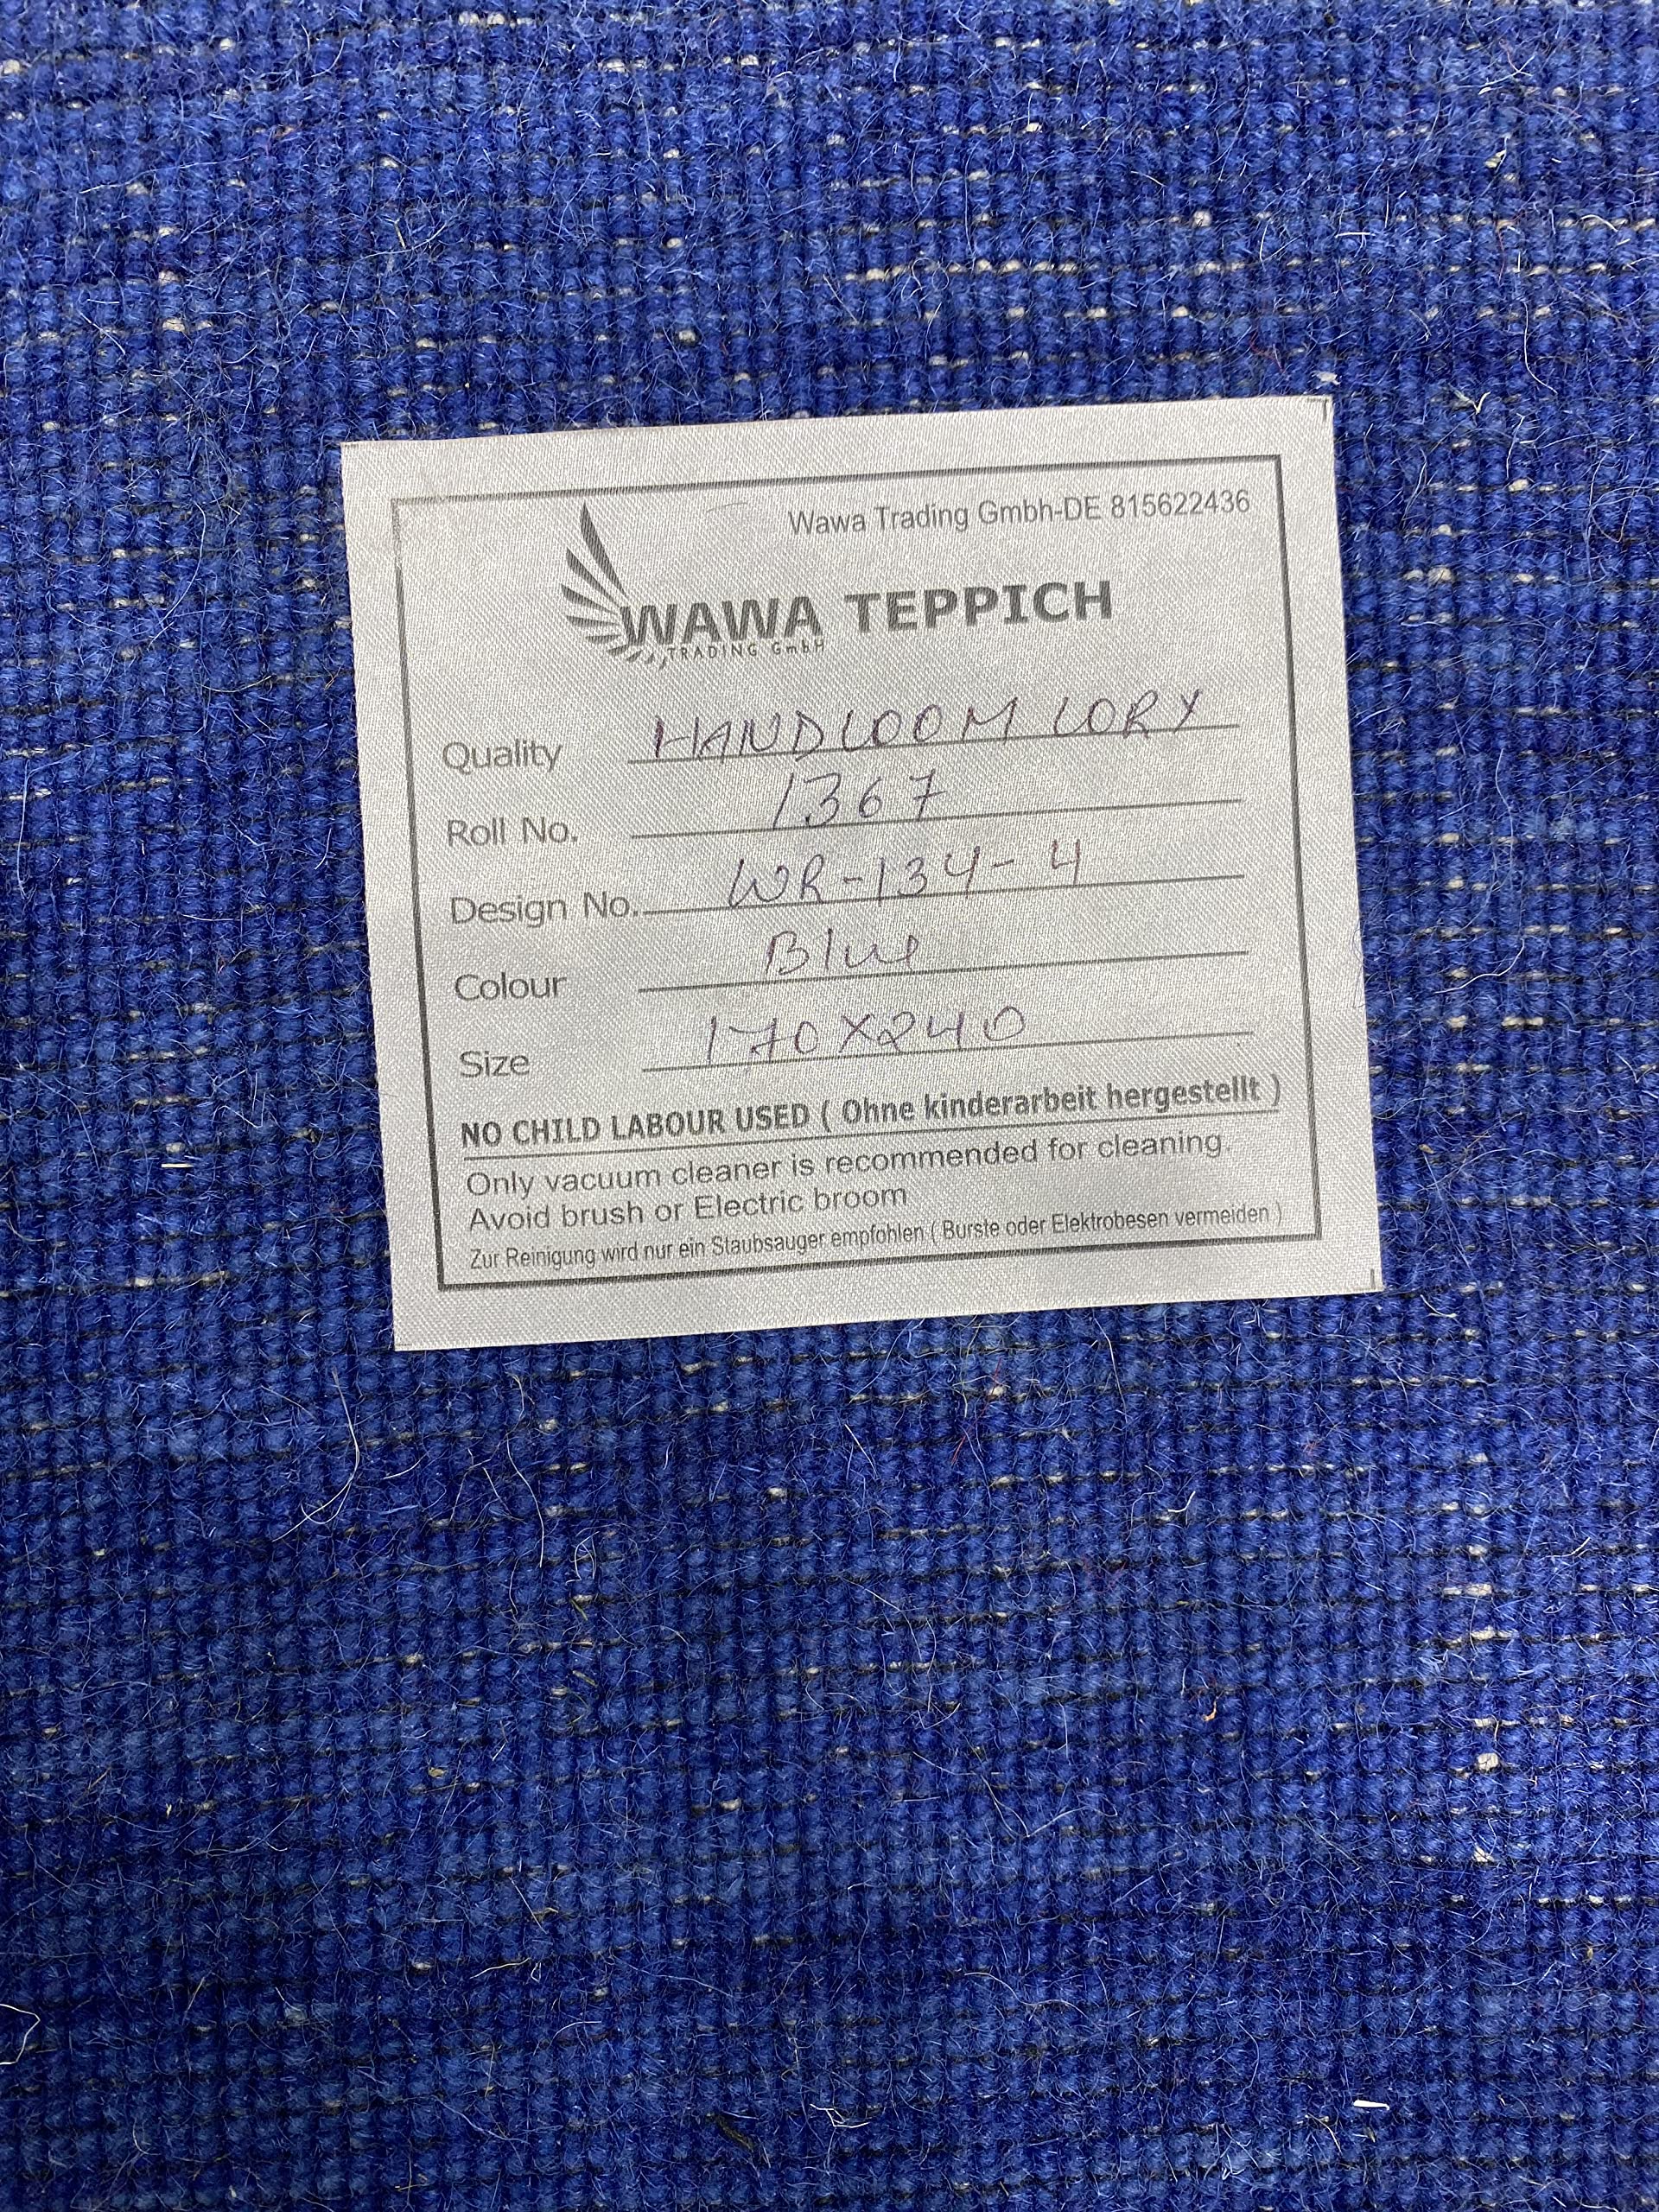 Wawa Trading Gmbh-DE 815622436
WAWA TEPPICH
TRADING GmbH
Quality HANDLOOM LORY
Roll No. 1367
Design No. WR-134-4
Colour Blue
Size 170X240
NO CHILD LABOUR USED ( Ohne kinderarbeit hergestellt )
Only vacuum cleaner is recommended for cleaning.
Avoid brush or Electric broom
Zur Reinigung wird nur ein Staubsauger empfohlen ( Burste oder Elektrobesen vermeiden )